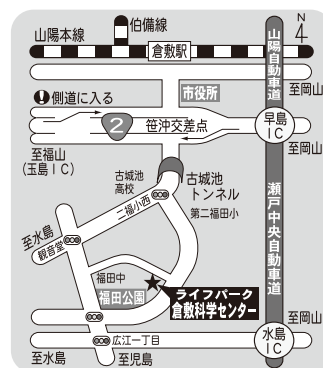 伯備線
山陽本線
N
4
倉敷駅
山陽自動車道
至岡山
市役所
❶側道に入る
2
笹沖交差点
早島
IC
至岡山
至福山
(玉島IC)
古城池
高校
古城池
トンネル
二福小西
第二福田小
瀬戸中央自動車道
至水島
観音堂
福田中
福田公園
ライフパーク
倉敷科学センター
至岡山
水島
IC
広江一丁目
至水島
至児島